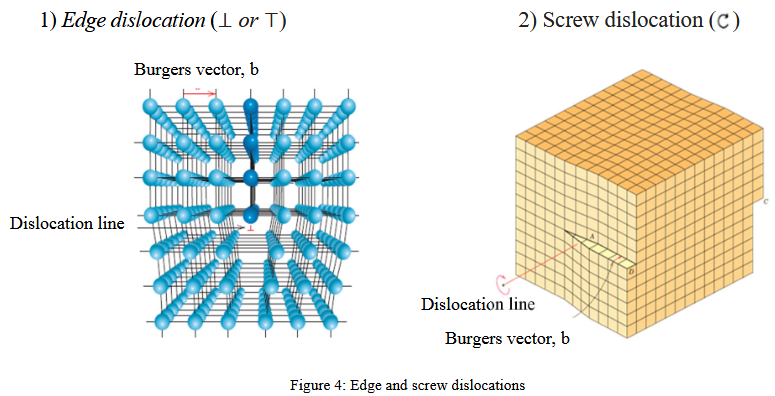 1) Edge dislocation (⊥ or ⊤)
2) Screw dislocation (C)
Burgers vector, b
Dislocation line
⊥
A
D
C
Dislocation line
Burgers vector, b
Figure 4: Edge and screw dislocations